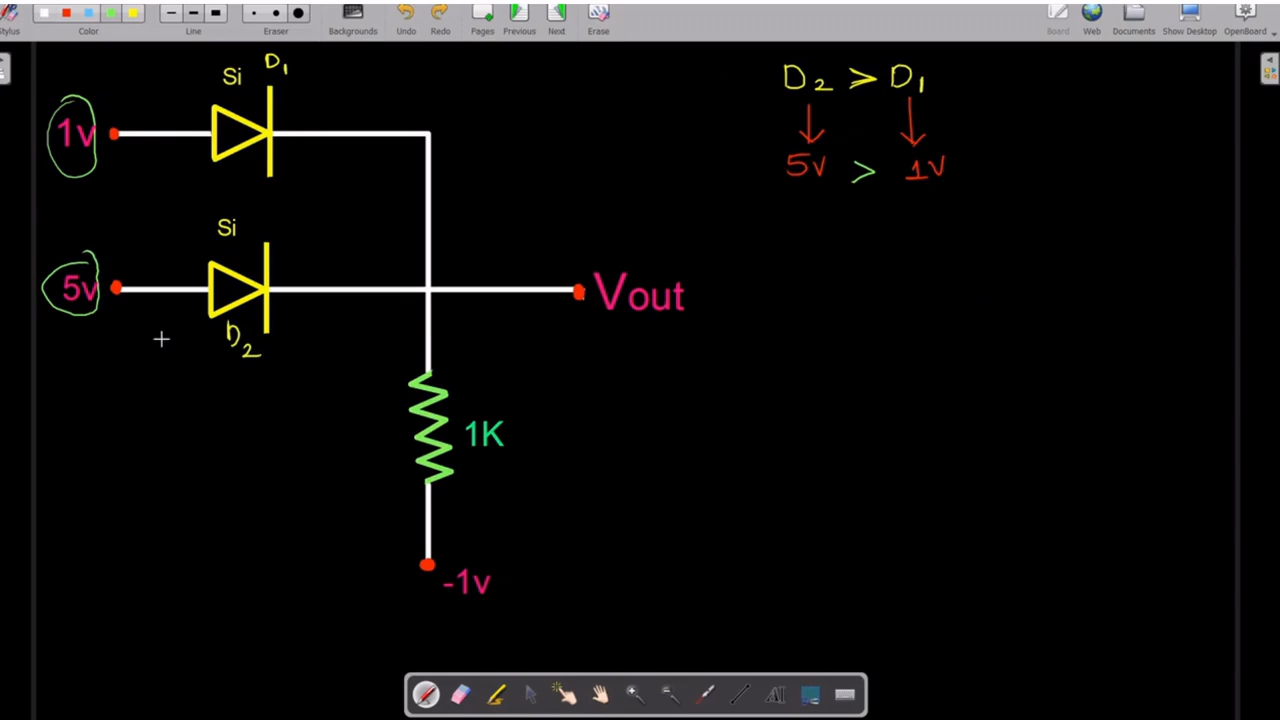 Stylus Color Line Eraser Backgrounds Undo Redo Pages Previous Next Erase Board Web Documents Show Desktop OpenBoard
Si D1
D2 > D1
1v
5V > 1V
Si
5v
Vout
D2
1K
-1v